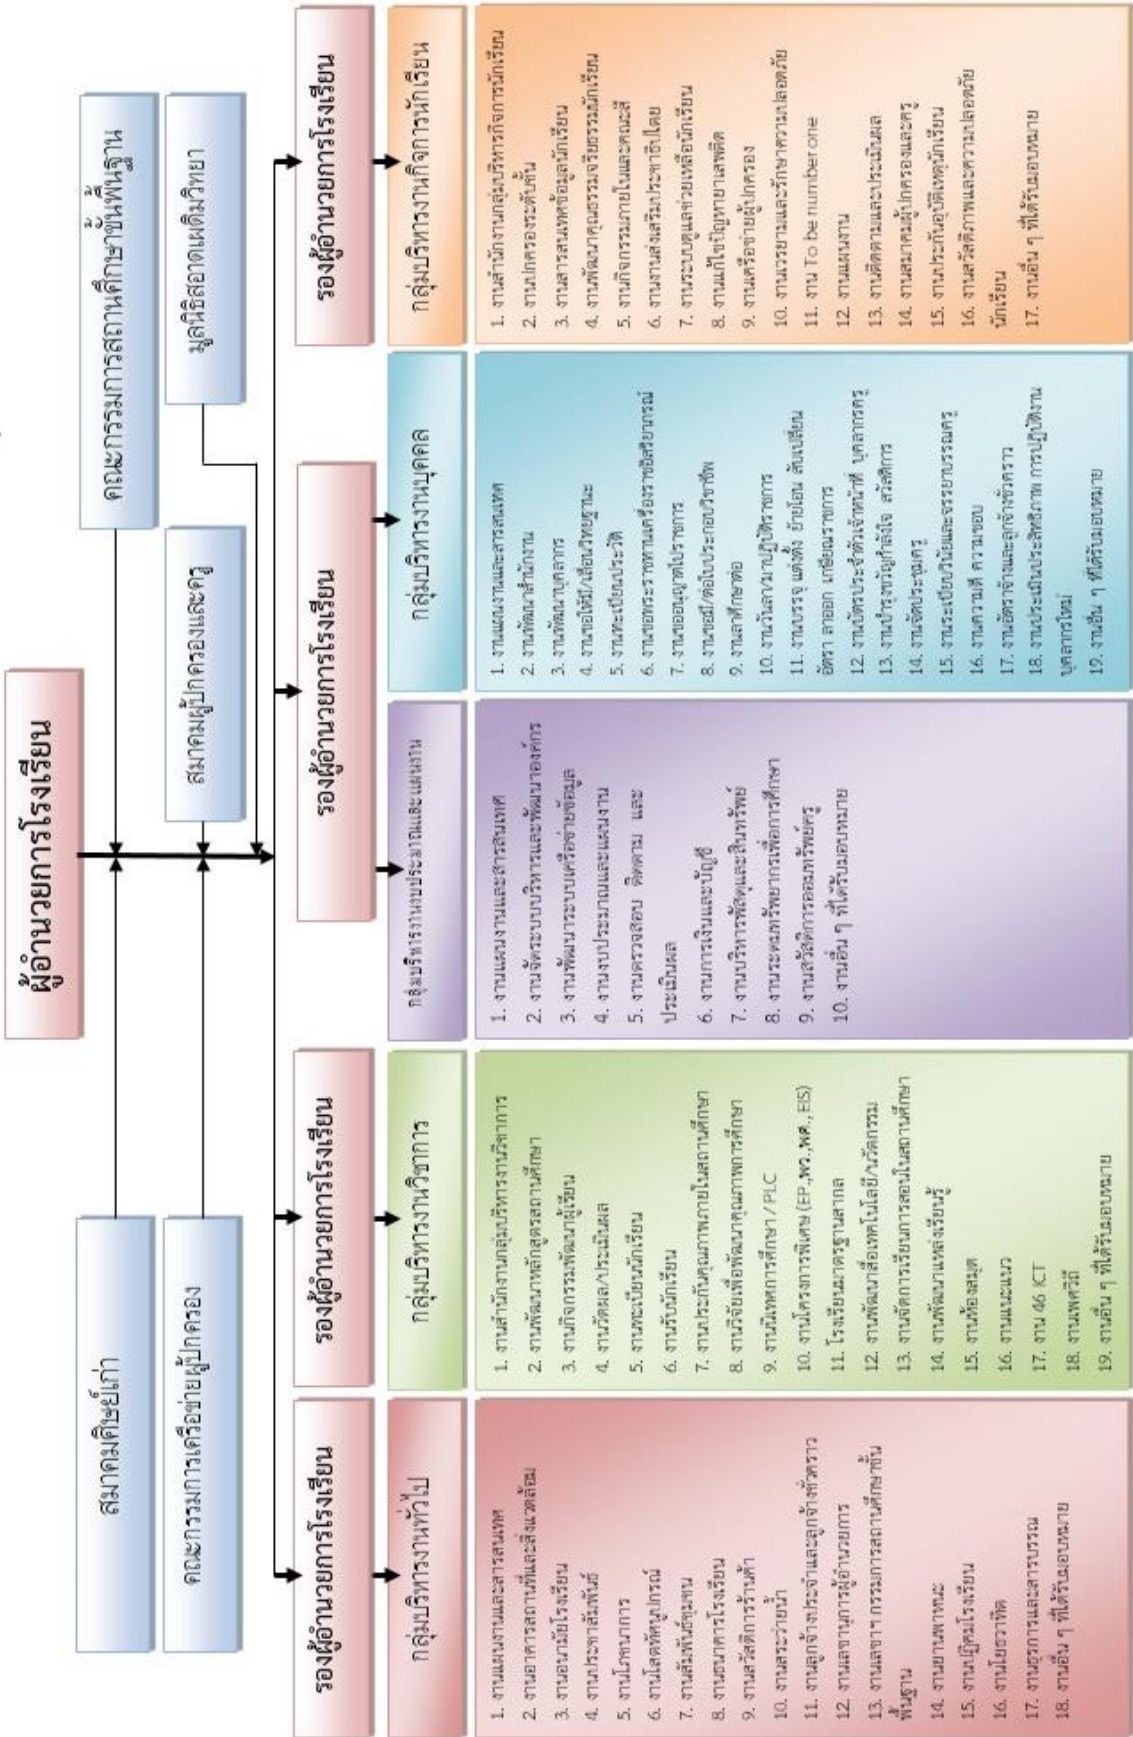 ผู้อำนวยการโรงเรียน
สมาคมศิษย์เก่า
คณะกรรมการสถานศึกษาขั้นพื้นฐาน
คณะกรรมการเครือข่ายผู้ปกครอง
สมาคมผู้ปกครองและครู
มูลนิธิสอาดเผดิมวิทยา
รองผู้อำนวยการโรงเรียน
รองผู้อำนวยการโรงเรียน
รองผู้อำนวยการโรงเรียน
รองผู้อำนวยการโรงเรียน
กลุ่มบริหารงานทั่วไป
1. งานแผนงานและสารสนเทศ
2. งานอาคารสถานที่และสิ่งแวดล้อม
3. งานอนามัยโรงเรียน
4. งานประชาสัมพันธ์
5. งานโภชนาการ
6. งานโสตทัศนูปกรณ์
7. งานสัมพันธ์ชุมชน
8. งานธนาคารโรงเรียน
9. งานสวัสดิการร้านค้า
10. งานสระว่ายน้ำ
11. งานลูกจ้างประจำและลูกจ้างชั่วคราว
12. งานเลขานุการผู้อำนวยการ
13. งานเลขาฯ กรรมการสถานศึกษาขั้น
พื้นฐาน
14. งานยานพาหนะ
15. งานปฏิคมโรงเรียน
16. งานโยธวาทิต
17. งานธุรการและสารบรรณ
18. งานอื่น ๆ ที่ได้รับมอบหมาย
กลุ่มบริหารงานวิชาการ
1. งานสำนักงานกลุ่มบริหารงานวิชาการ
2. งานพัฒนาหลักสูตรสถานศึกษา
3. งานกิจกรรมพัฒนาผู้เรียน
4. งานวัดผล/ประเมินผล
5. งานทะเบียนนักเรียน
6. งานรับนักเรียน
7. งานประกันคุณภาพภายในสถานศึกษา
8. งานวิจัยเพื่อพัฒนาคุณภาพการศึกษา
9. งานนิเทศการศึกษา / PLC
10. งานโครงการพิเศษ (EP.,พว.,พศ., EIS)
11. โรงเรียนมาตรฐานสากล
12. งานพัฒนาสื่อเทคโนโลยี/นวัตกรรม
13. งานจัดการเรียนการสอนในสถานศึกษา
14. งานพัฒนาแหล่งเรียนรู้
15. งานห้องสมุด
16. งานแนะแนว
17. งาน 46 ICT
18. งานเพศวิถี
19. งานอื่น ๆ ที่ได้รับมอบหมาย
กลุ่มบริหารงานงบประมาณและแผนงาน
1. งานแผนงานและสารสนเทศ
2. งานจัดระบบบริหารและพัฒนาองค์กร
3. งานพัฒนาระบบเครือข่ายข้อมูล
4. งานงบประมาณและแผนงาน
5. งานตรวจสอบ ติดตาม และ
ประเมินผล
6. งานการเงินและบัญชี
7. งานบริหารพัสดุและสินทรัพย์
8. งานระดมทรัพยากรเพื่อการศึกษา
9. งานสวัสดิการออมทรัพย์ครู
10. งานอื่น ๆ ที่ได้รับมอบหมาย
กลุ่มบริหารงานบุคคล
1. งานแผนงานและสารสนเทศ
2. งานพัฒนาสำนักงาน
3. งานพัฒนาบุคลากร
4. งานขอให้มี/เลื่อนวิทยฐานะ
5. งานทะเบียนประวัติ
6. งานขอพระราชทานเครื่องราชอิสริยาภรณ์
7. งานขออนุญาตไปราชการ
8. งานขอมี/ต่อใบประกอบวิชาชีพ
9. งานลาศึกษาต่อ
10. งานวันลา/มาปฏิบัติราชการ
11. งานบรรจุ แต่งตั้ง ย้ายโอน สับเปลี่ยน
อัตรา ลาออก เกษียณราชการ
12. งานบัตรประจำตัวเจ้าหน้าที่ บุคลากรครู
13. งานบำรุงขวัญกำลังใจ สวัสดิการ
14. งานจัดประชุมครู
15. งานระเบียบวินัยและจรรยาบรรณครู
16. งานความดี ความชอบ
17. งานอัตราจ้างและลูกจ้างชั่วคราว
18. งานประเมินประสิทธิภาพ การปฏิบัติงาน
บุคลากรใหม่
19. งานอื่น ๆ ที่ได้รับมอบหมาย
กลุ่มบริหารงานกิจการนักเรียน
1. งานสำนักงานกลุ่มบริหารกิจการนักเรียน
2. งานปกครองระดับชั้น
3. งานสารสนเทศข้อมูลนักเรียน
4. งานพัฒนาคุณธรรมจริยธรรมนักเรียน
5. งานกิจกรรมภายในและคณะสี
6. งานงานส่งเสริมประชาธิปไตย
7. งานระบบดูแลช่วยเหลือนักเรียน
8. งานแก้ไขปัญหายาเสพติด
9. งานเครือข่ายผู้ปกครอง
10. งานเวรยามและรักษาความปลอดภัย
11. งาน To be number one
12. งานแผนงาน
13. งานติดตามและประเมินผล
14. งานสมาคมผู้ปกครองและครู
15. งานประกันอุบัติเหตุนักเรียน
16. งานสวัสดิภาพและความปลอดภัย
นักเรียน
17. งานอื่น ๆ ที่ได้รับมอบหมาย